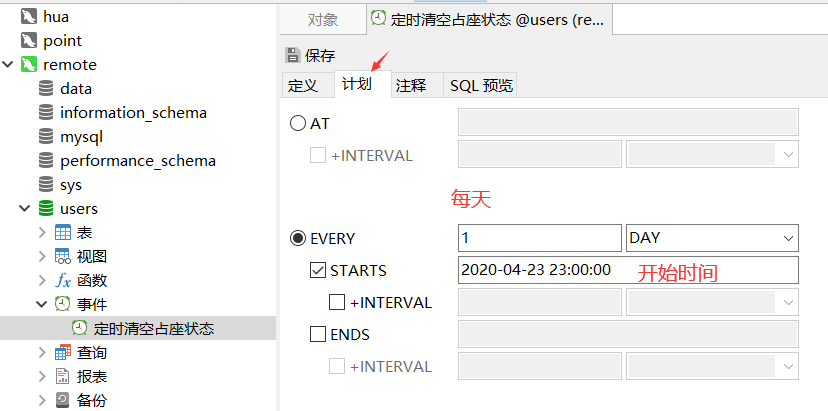 hua
point
remote
data
information_schema
mysql
performance_schema
sys
users
表
视图
fx 函数
事件
定时清空占座状态
查询
报表
备份
对象
定时清空占座状态 @users (re...
保存
定义
计划
注释
SQL 预览
AT
+INTERVAL
每天
EVERY
1
DAY
STARTS
2020-04-23 23:00:00
开始时间
+INTERVAL
ENDS
+INTERVAL